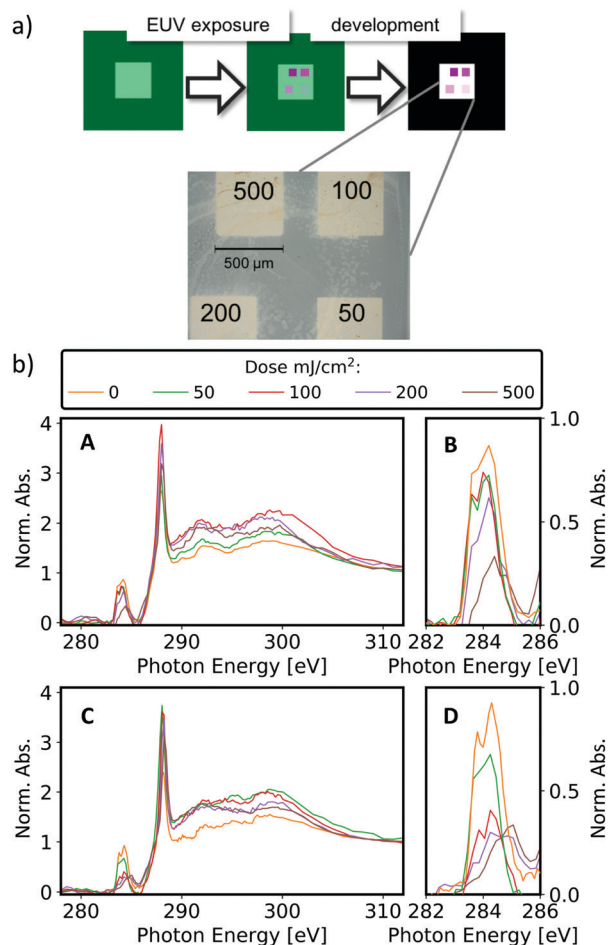 a)
EUV exposure development
500 100
500 µm
200 50
b)
Dose mJ/cm²:
0 50 100 200 500
4
3
2
1
0
Norm. Abs.
A
280 290 300 310
Photon Energy [eV]
B
1.0
0.5
0.0
Norm. Abs.
282 284 286
Photon Energy [eV]
4
3
2
1
0
Norm. Abs.
C
280 290 300 310
Photon Energy [eV]
D
1.0
0.5
0.0
Norm. Abs.
282 284 286
Photon Energy [eV]